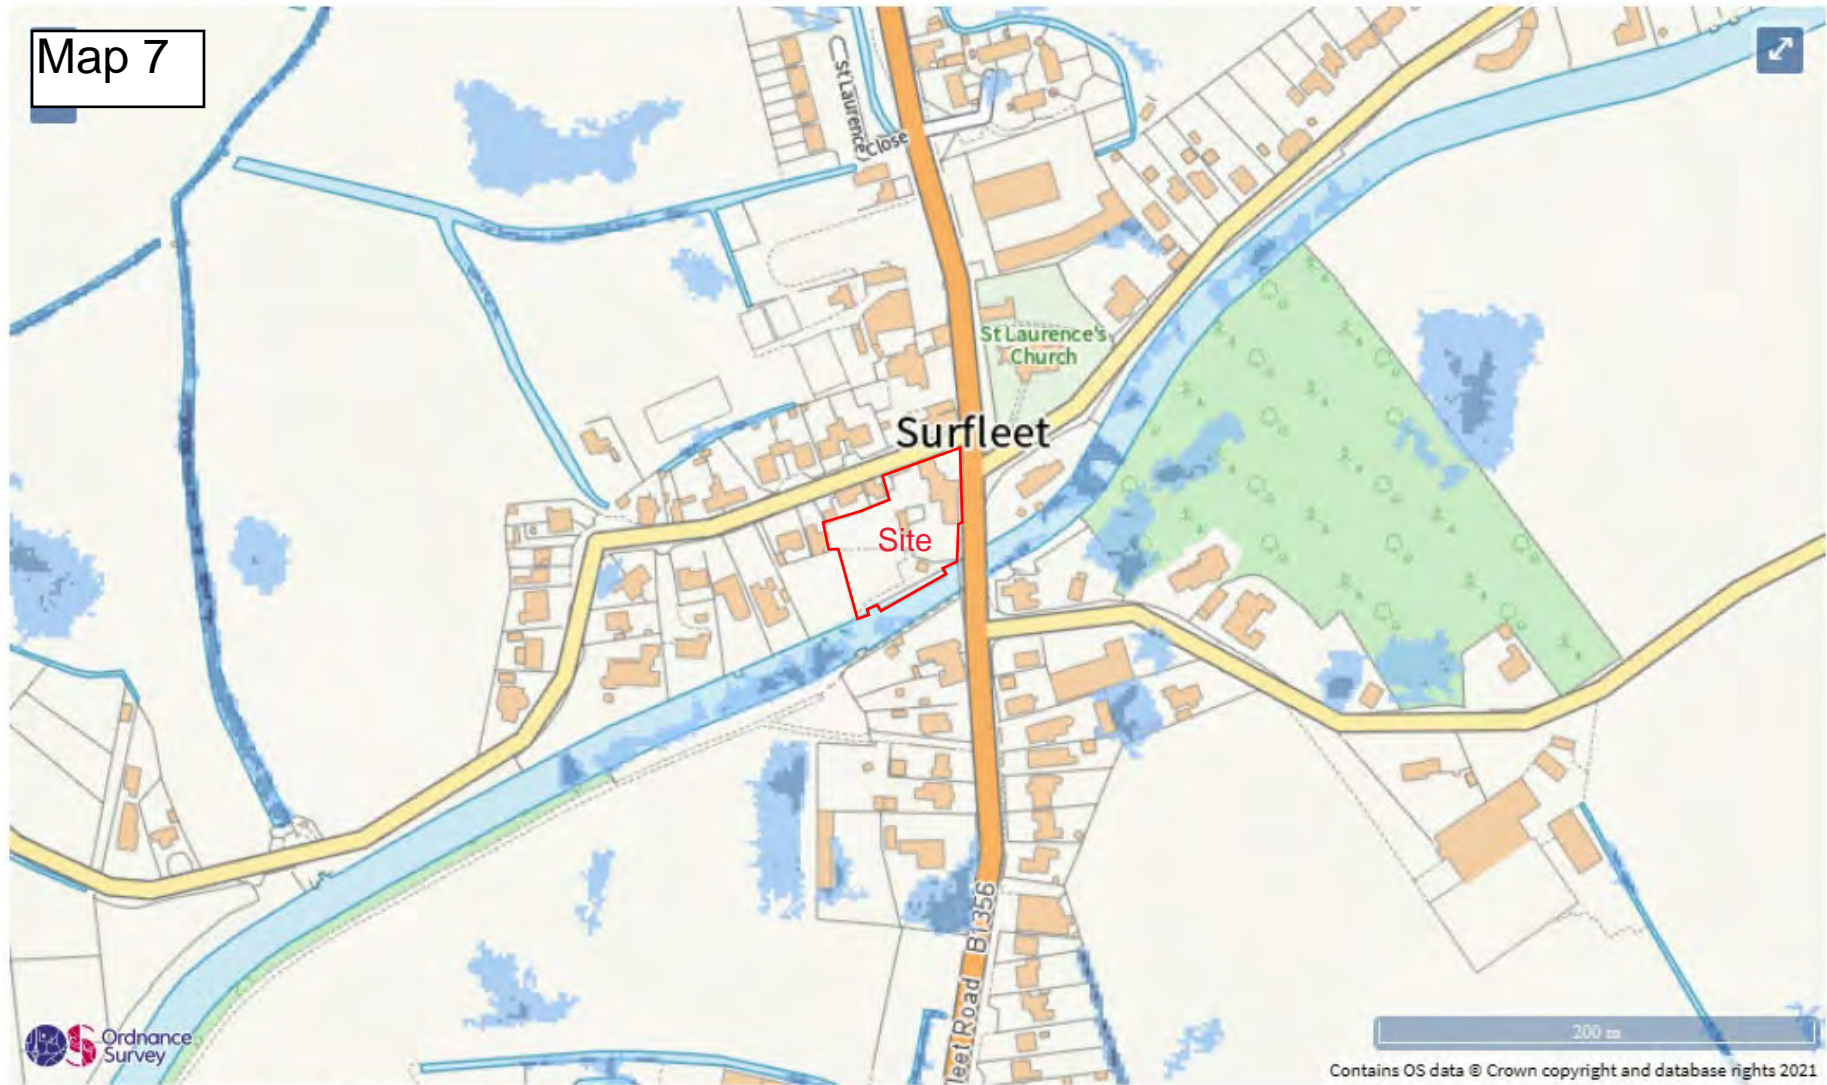 Map 7
St Laurence
Close
St Laurence's
Church
Surfleet
Site
leet Road B1356
200 m
Ordnance
Survey
Contains OS data © Crown copyright and database rights 2021